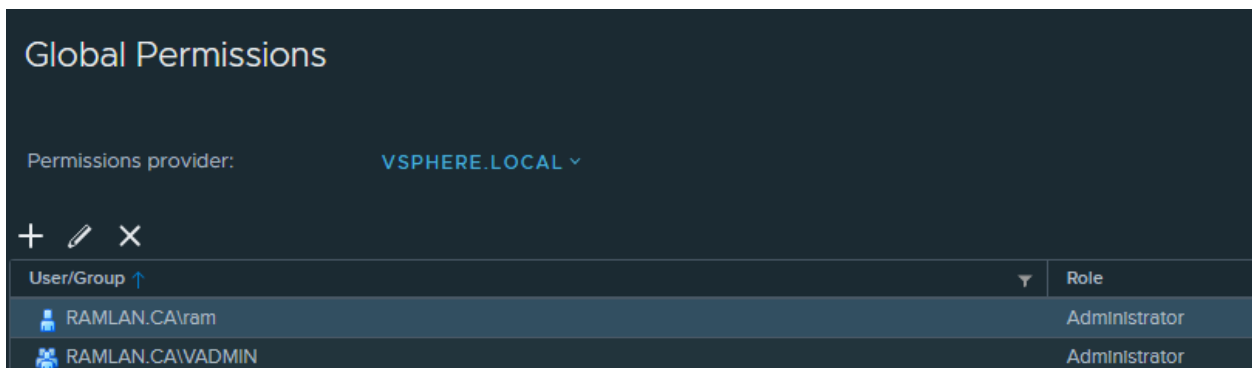 Global Permissions
Permissions provider: VSPHERE.LOCAL
User/Group Role
RAMLAN.CA\ram Administrator
RAMLAN.CA\VADMIN Administrator